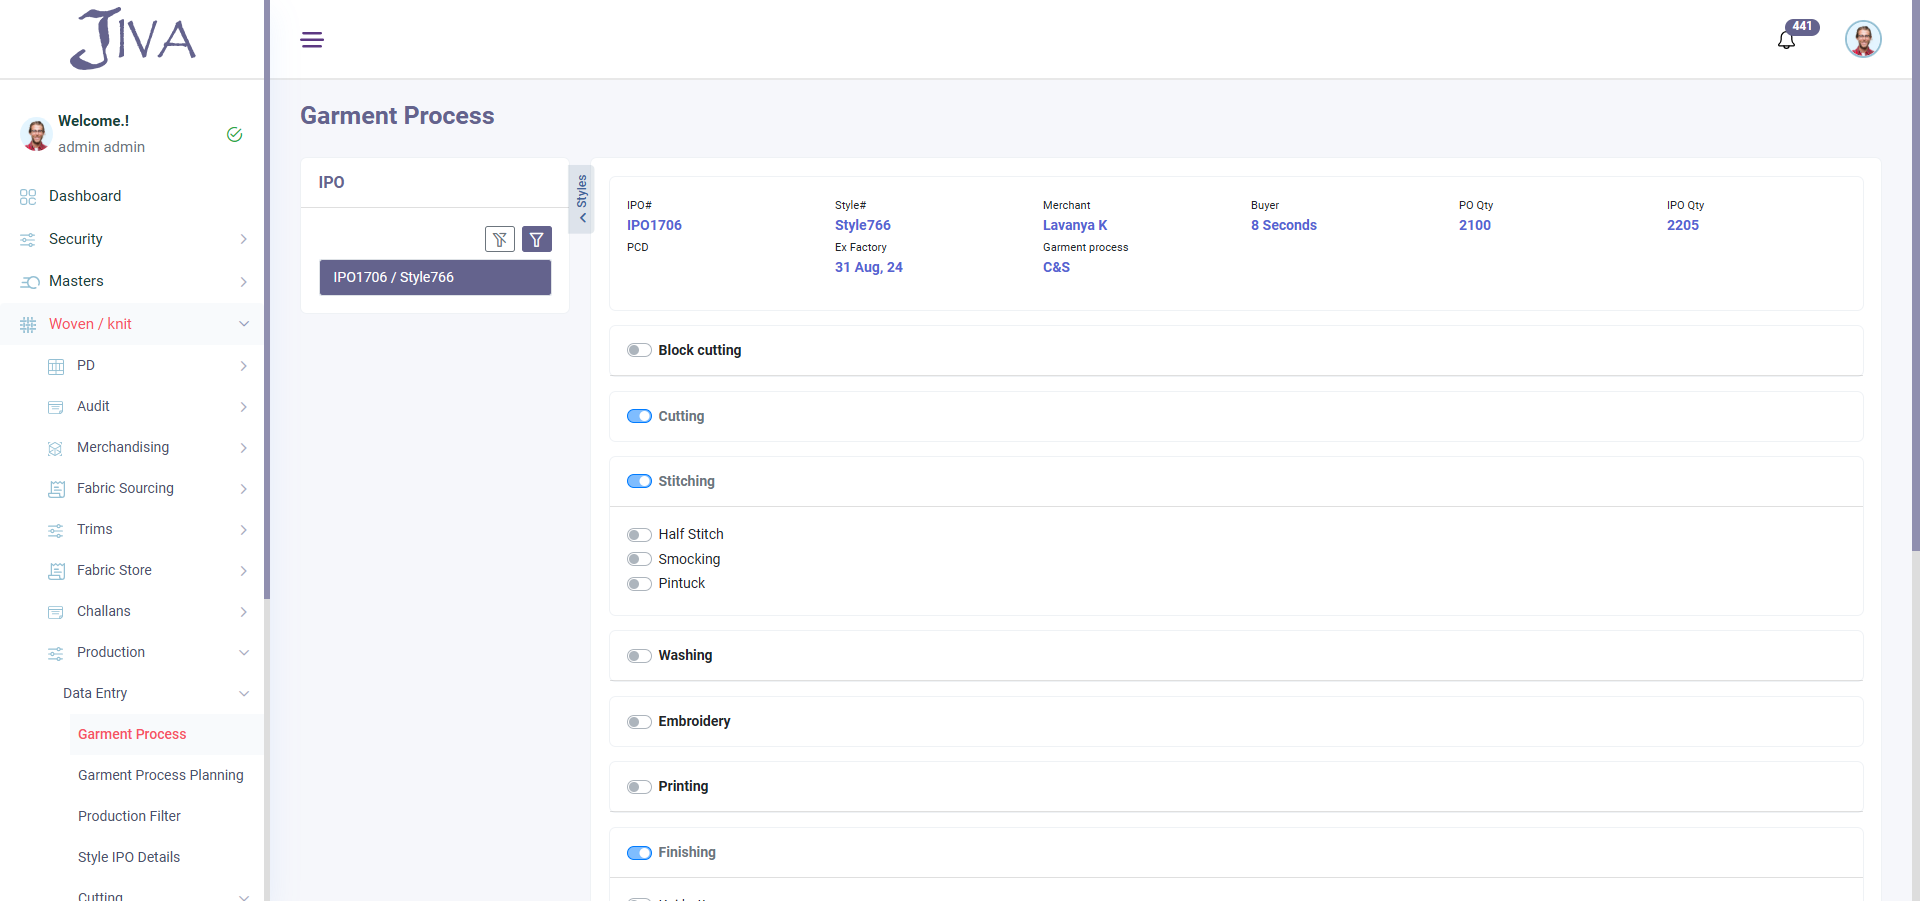 JIVA
441
Welcome.!
admin admin
Dashboard
Security
Masters
Woven / knit
PD
Audit
Merchandising
Fabric Sourcing
Trims
Fabric Store
Challans
Production
Data Entry
Garment Process
Garment Process Planning
Production Filter
Style IPO Details
Cutting
Garment Process
IPO
IPO1706 / Style766
Styles
IPO# Style# Merchant Buyer PO Qty IPO Qty
IPO1706 Style766 Lavanya K 8 Seconds 2100 2205
PCD Ex Factory Garment process
31 Aug, 24 C&S
Block cutting
Cutting
Stitching
Half Stitch
Smocking
Pintuck
Washing
Embroidery
Printing
Finishing